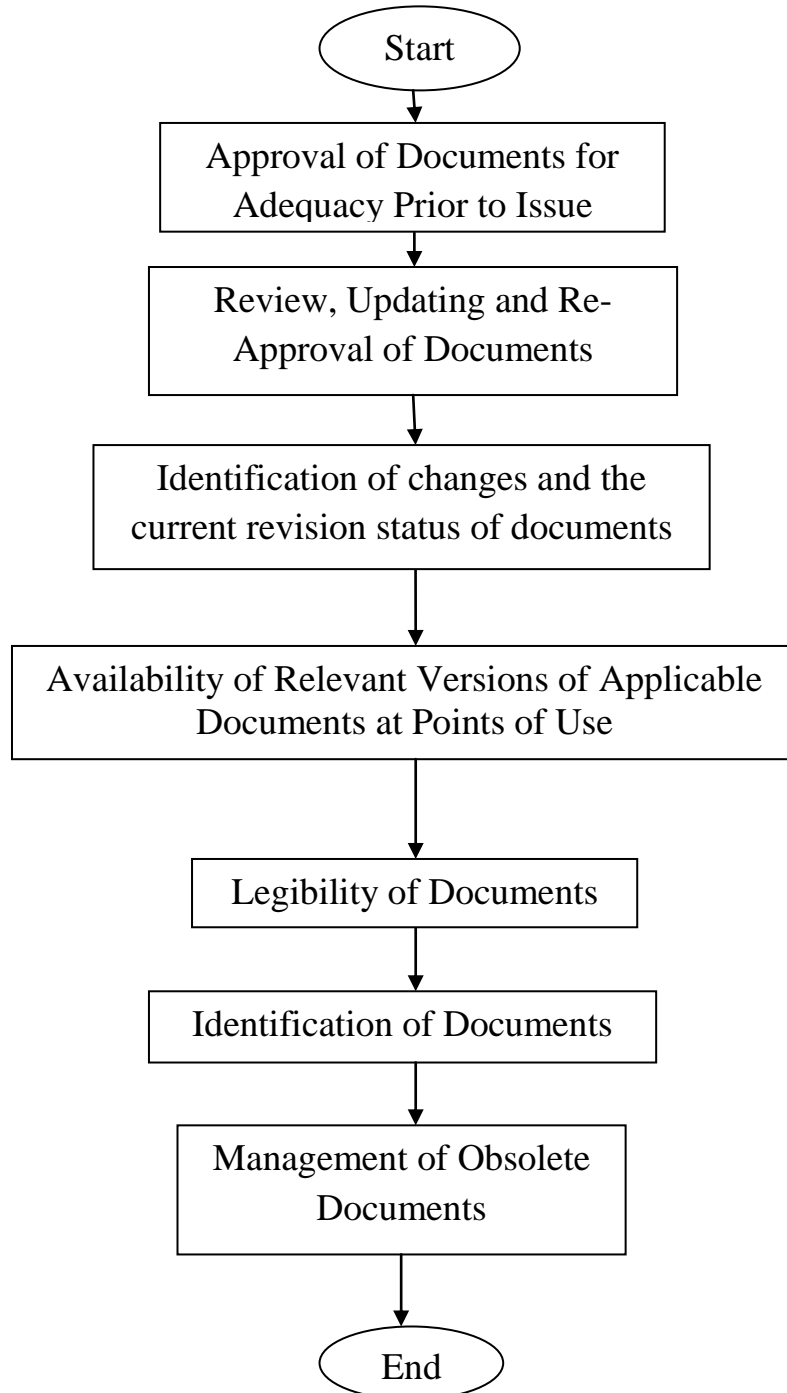 Start
Approval of Documents for
Adequacy Prior to Issue
Review, Updating and Re-
Approval of Documents
Identification of changes and the
current revision status of documents
Availability of Relevant Versions of Applicable
Documents at Points of Use
Legibility of Documents
Identification of Documents
Management of Obsolete
Documents
End